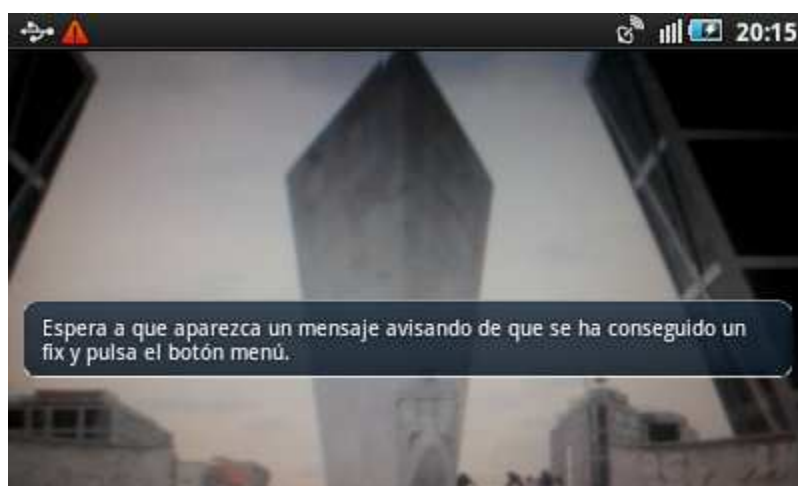 20:15
Espera a que aparezca un mensaje avisando de que se ha conseguido un
fix y pulsa el botón menú.